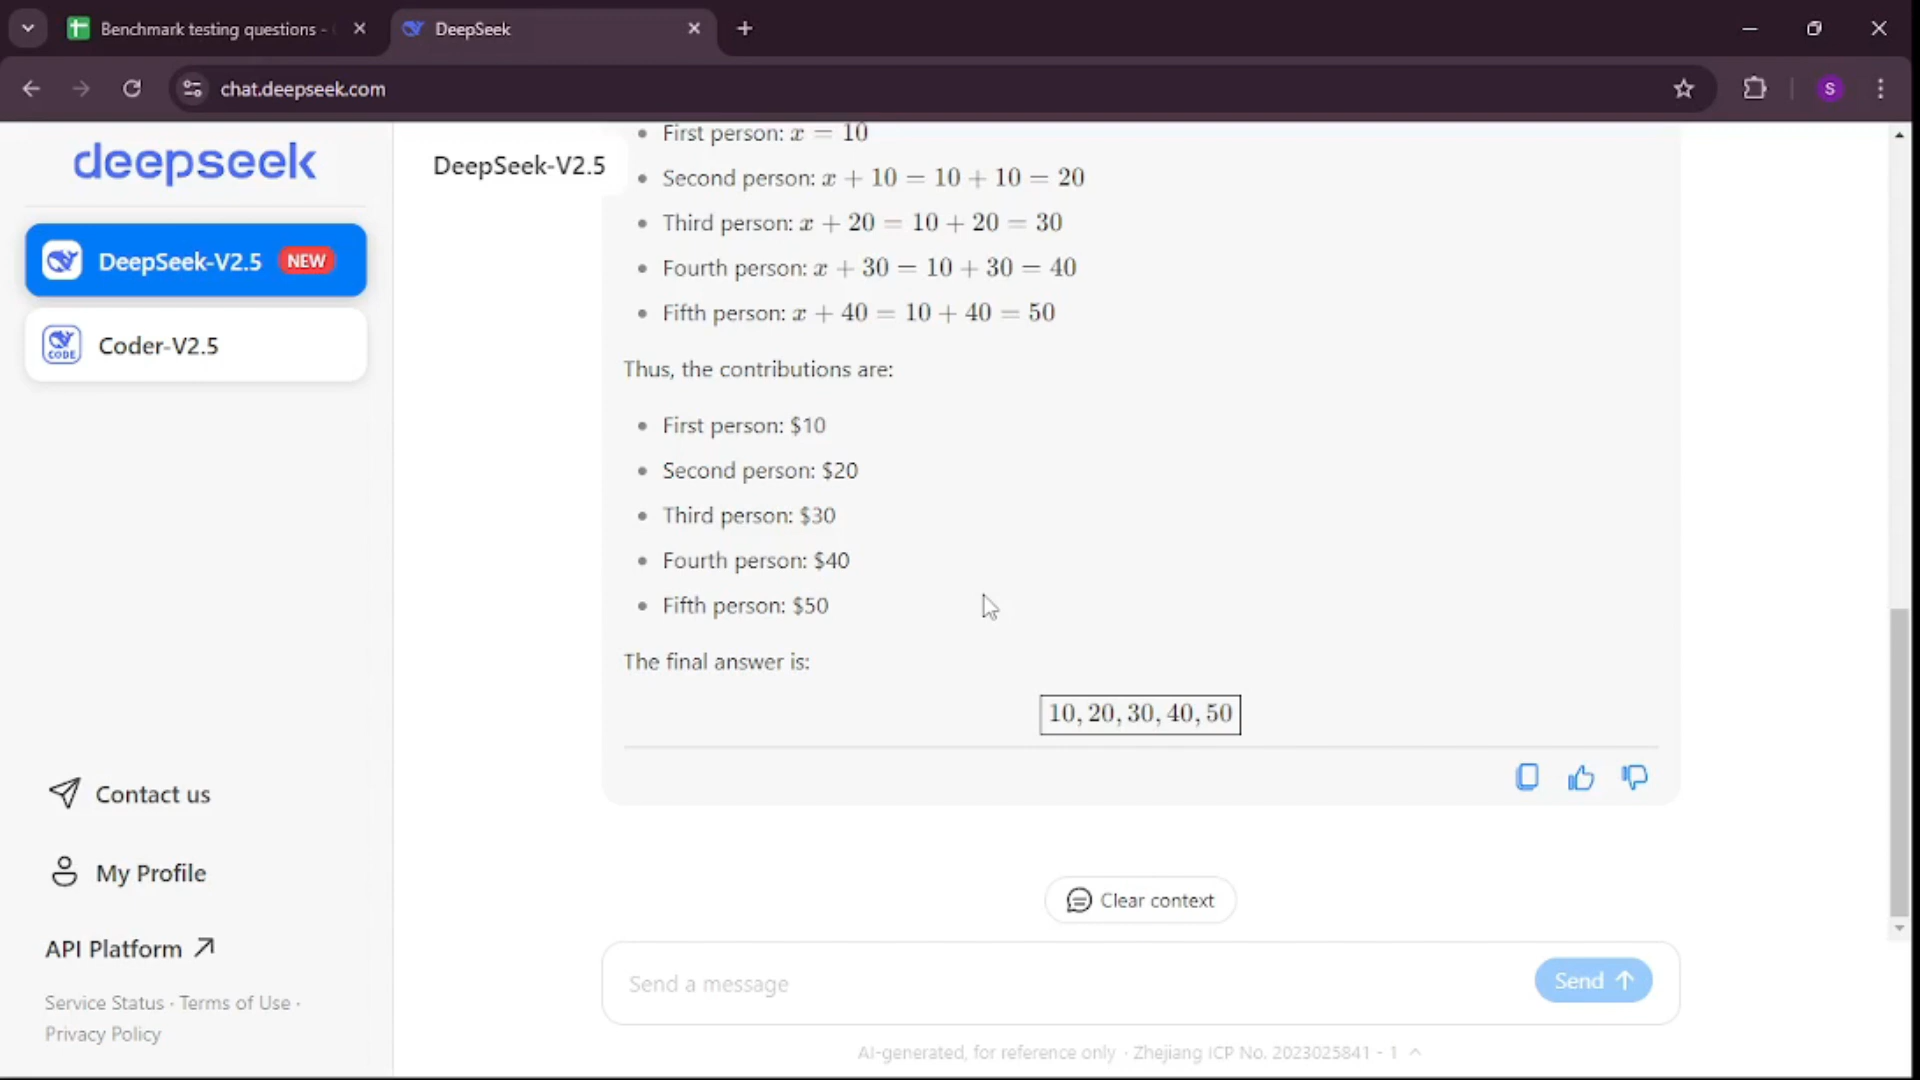 Benchmark testing questions -
DeepSeek
chat.deepseek.com
S
deepseek
DeepSeek-V2.5 NEW
CODE Coder-V2.5
Contact us
My Profile
API Platform
Service Status · Terms of Use ·
Privacy Policy
DeepSeek-V2.5
First person: x = 10
Second person: x + 10 = 10 + 10 = 20
Third person: x + 20 = 10 + 20 = 30
Fourth person: x + 30 = 10 + 30 = 40
Fifth person: x + 40 = 10 + 40 = 50
Thus, the contributions are:
First person: $10
Second person: $20
Third person: $30
Fourth person: $40
Fifth person: $50
The final answer is:
10, 20, 30, 40, 50
Clear context
Send a message
Send
AI-generated, for reference only · Zhejiang ICP No. 2023025841 - 1